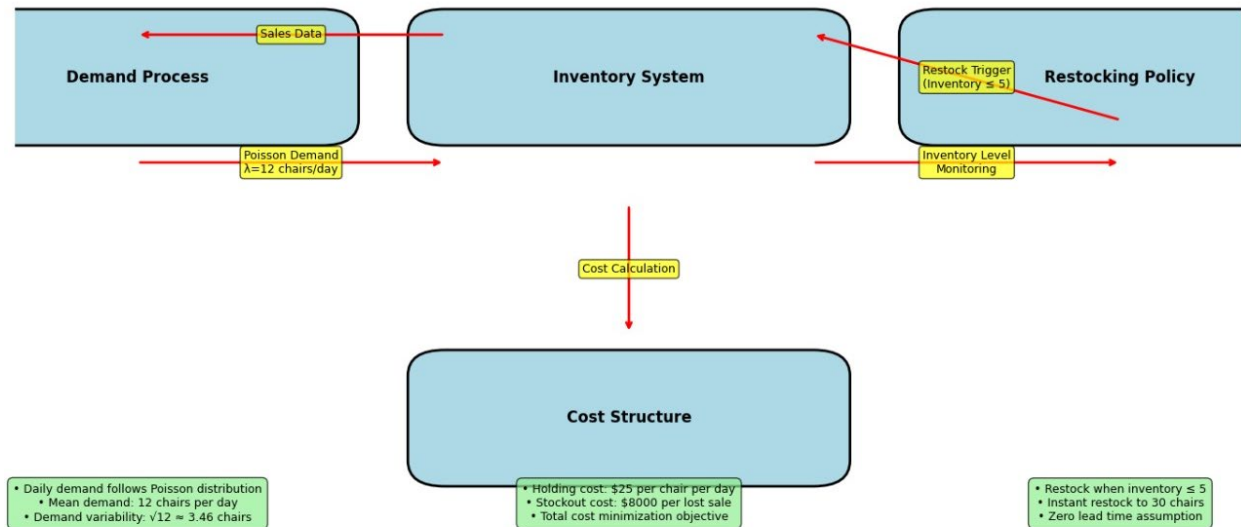 Sales Data
Demand Process
Inventory System
Restock Trigger
(Inventory ≤ 5)
Restocking Policy
Poisson Demand
λ=12 chairs/day
Inventory Level
Monitoring
Cost Calculation
Cost Structure
• Daily demand follows Poisson distribution
• Mean demand: 12 chairs per day
• Demand variability: √12 ≈ 3.46 chairs
• Holding cost: $25 per chair per day
• Stockout cost: $8000 per lost sale
• Total cost minimization objective
• Restock when inventory ≤ 5
• Instant restock to 30 chairs
• Zero lead time assumption